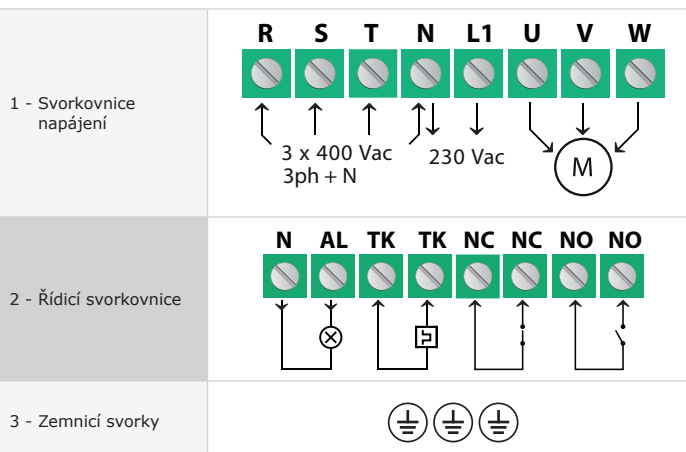 R S T N L1 U V W
1 - Svorkovnice
napájení
3 x 400 Vac
3ph + N
230 Vac
M
N AL TK TK NC NC NO NO
2 - Řídicí svorkovnice
3 - Zemnicí svorky